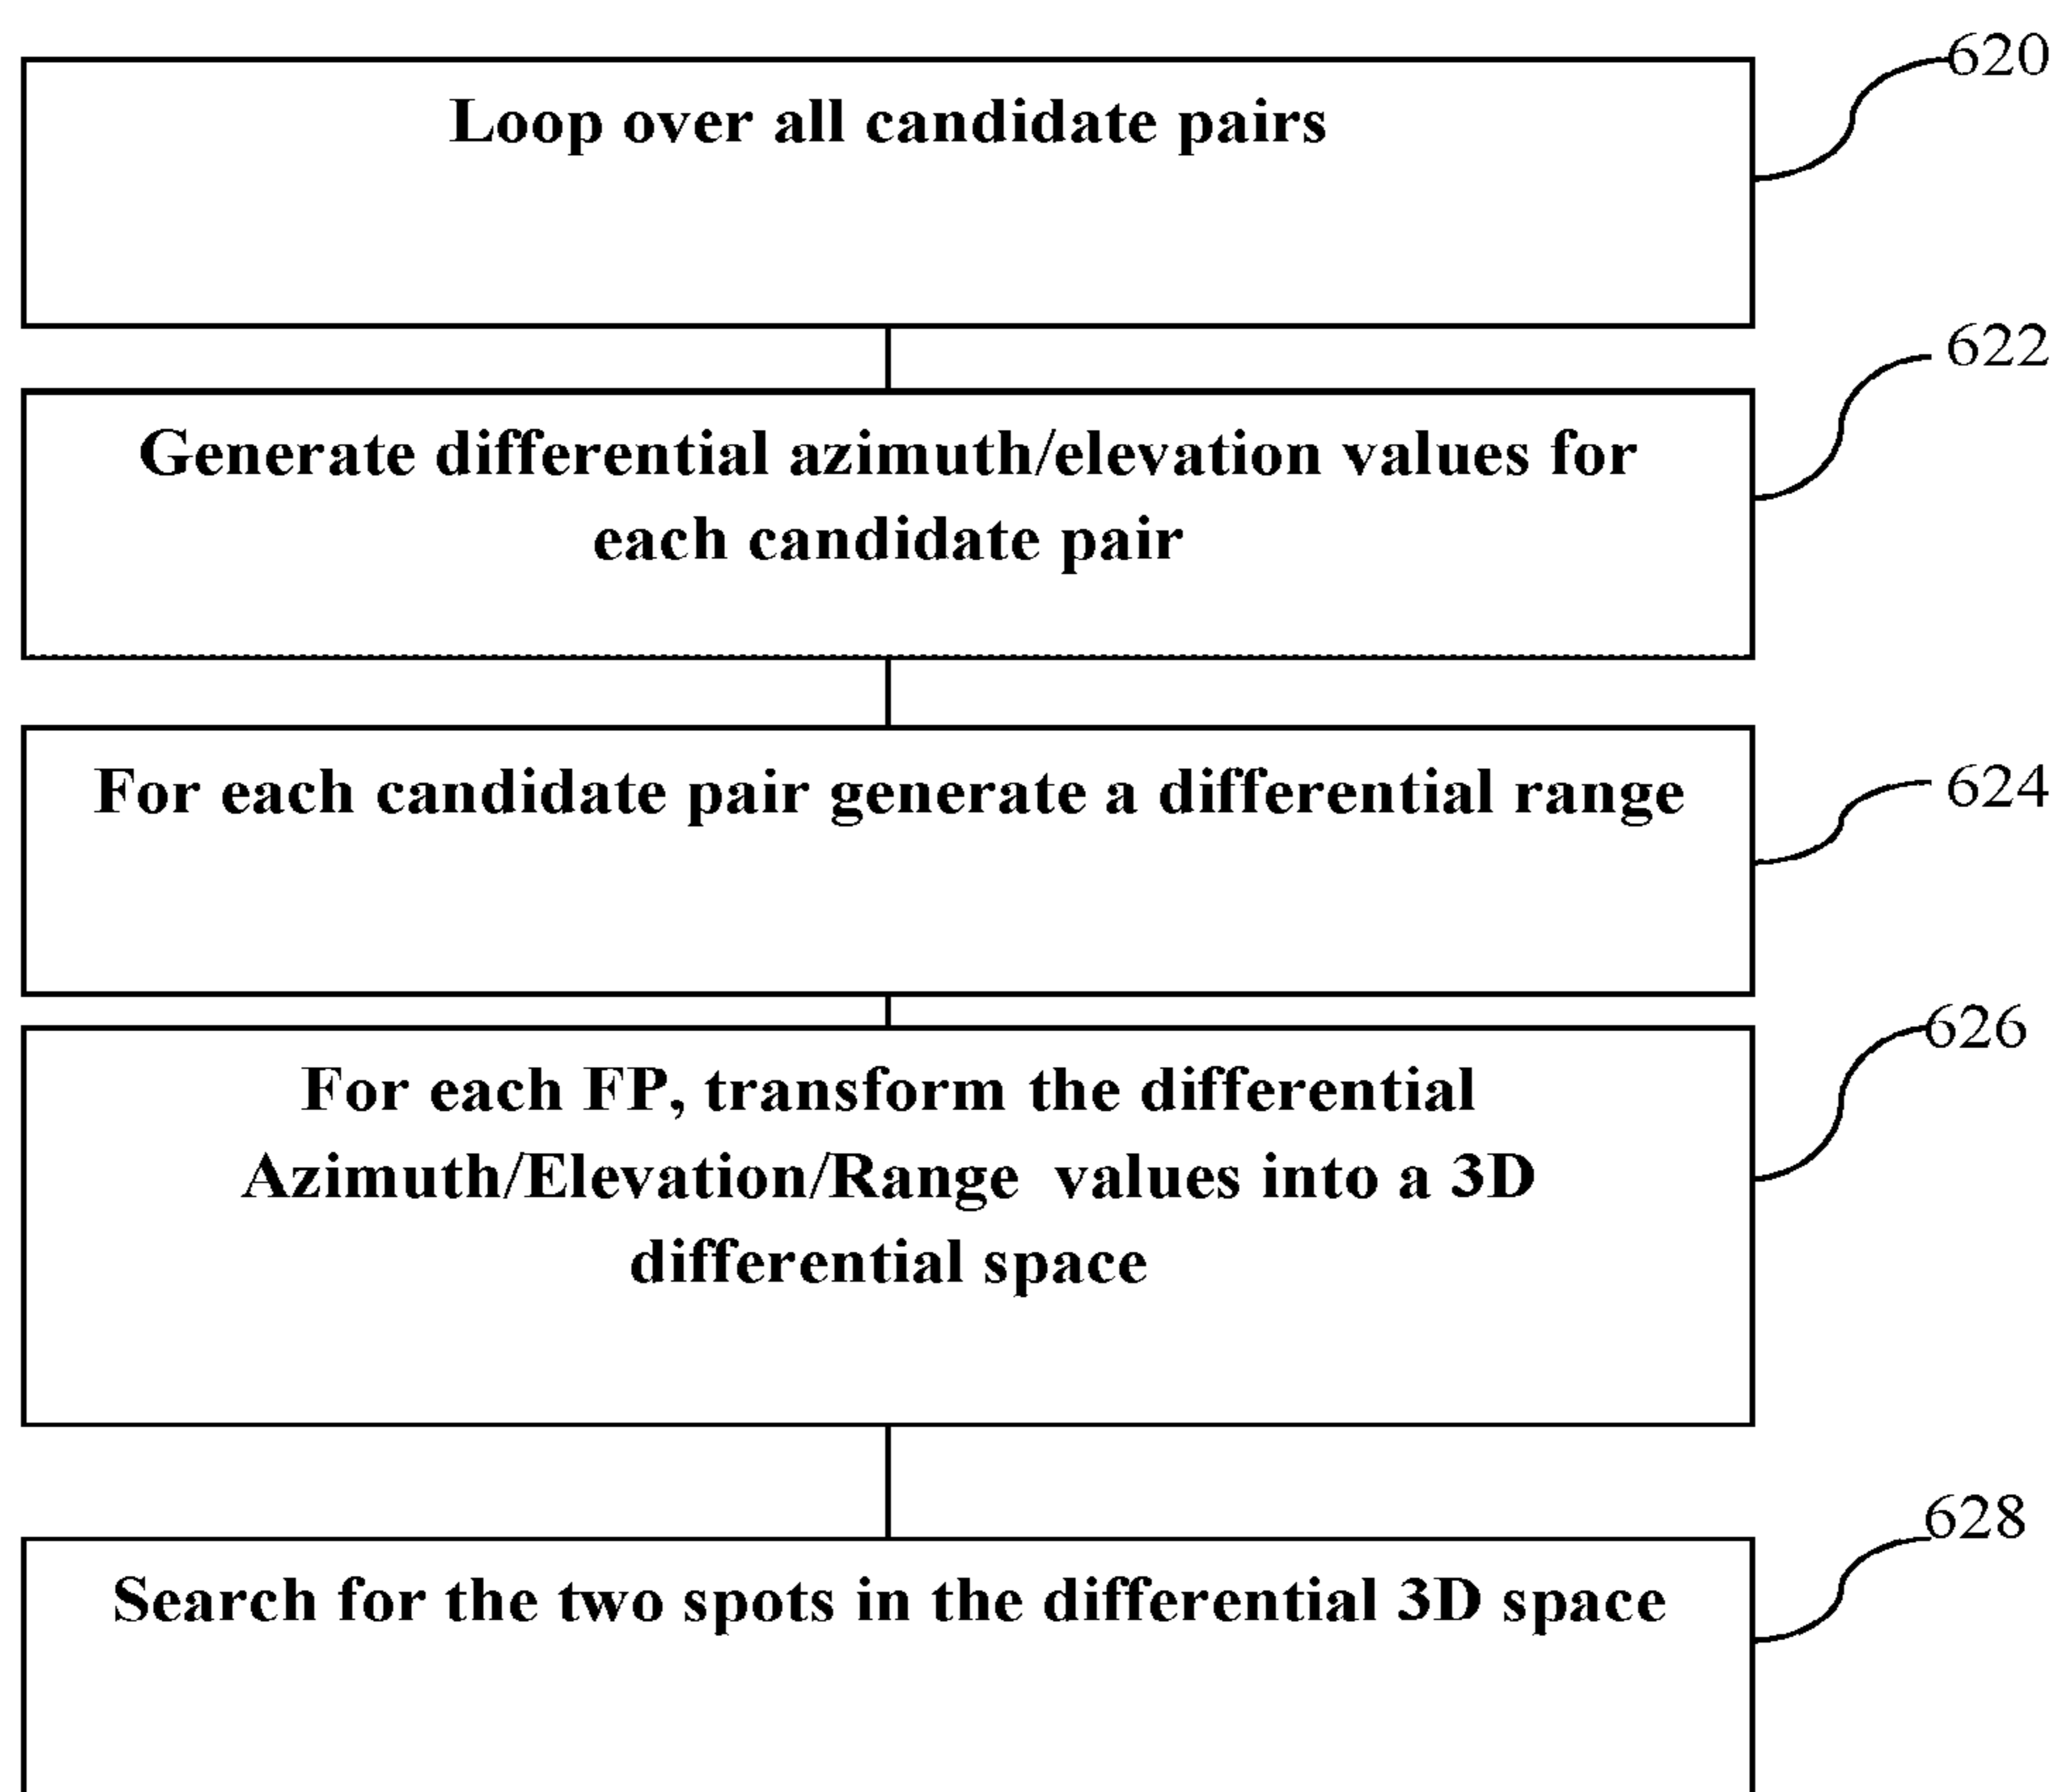 620
Loop over all candidate pairs
622
Generate differential azimuth/elevation values for
each candidate pair
624
For each candidate pair generate a differential range
626
For each FP, transform the differential
Azimuth/Elevation/Range values into a 3D
differential space
628
Search for the two spots in the differential 3D space